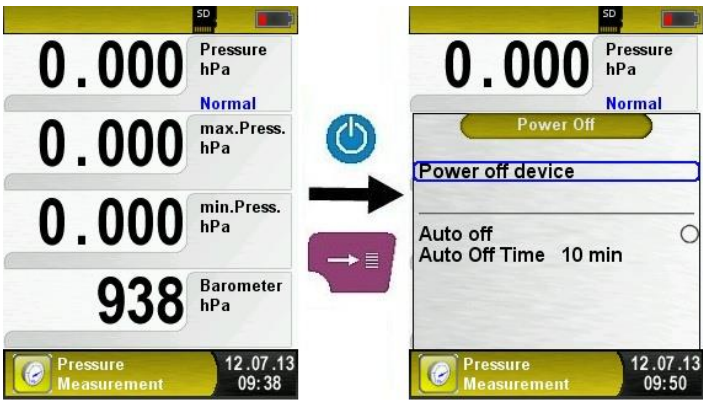 SD
0.000 Pressure
hPa
Normal
0.000 max.Press.
hPa
0.000 min.Press.
hPa
938 Barometer
hPa
Pressure
Measurement
12.07.13
09:38
SD
0.000 Pressure
hPa
Normal
Power Off
Power off device
Auto off
Auto Off Time 10 min
Pressure
Measurement
12.07.13
09:50